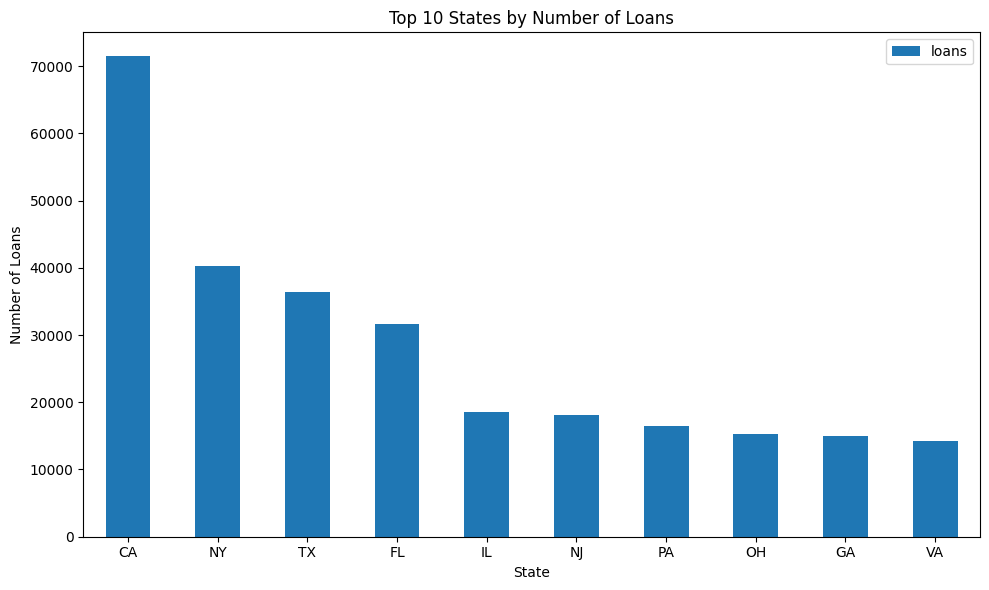 Top 10 States by Number of Loans
loans
Number of Loans
70000
60000
50000
40000
30000
20000
10000
0
CA NY TX FL IL NJ PA OH GA VA
State